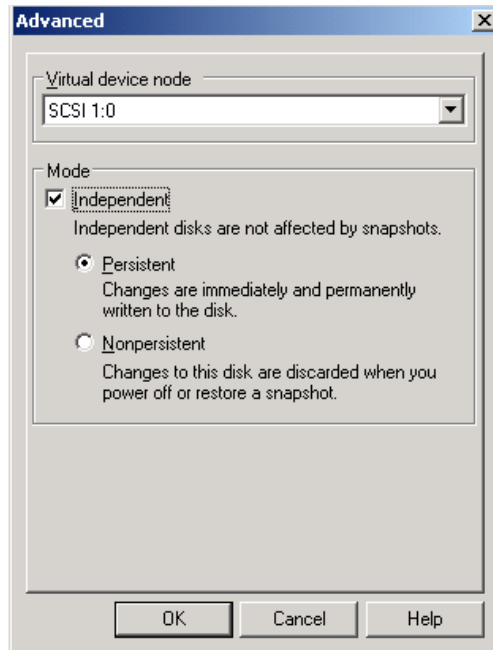 Advanced
Virtual device node
SCSI 1:0
Mode
Independent
Independent disks are not affected by snapshots.
Persistent
Changes are immediately and permanently
written to the disk.
Nonpersistent
Changes to this disk are discarded when you
power off or restore a snapshot.
OK Cancel Help